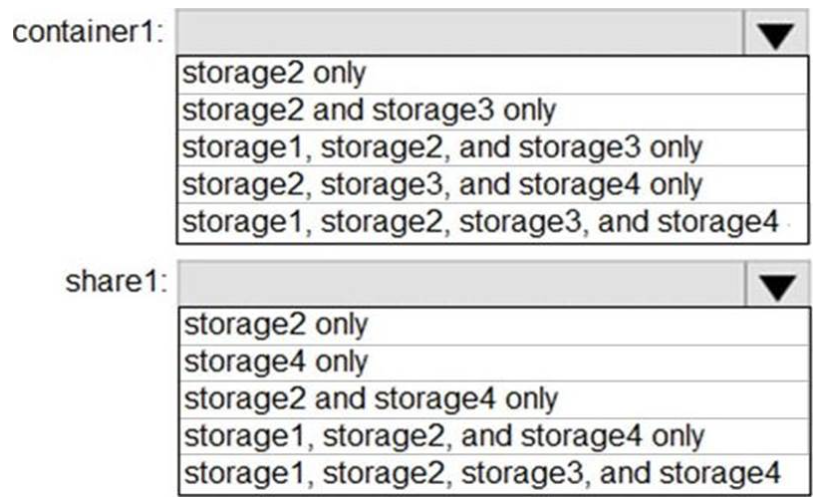 container1:
storage2 only
storage2 and storage3 only
storage1, storage2, and storage3 only
storage2, storage3, and storage4 only
storage1, storage2, storage3, and storage4
share1:
storage2 only
storage4 only
storage2 and storage4 only
storage1, storage2, and storage4 only
storage1, storage2, storage3, and storage4